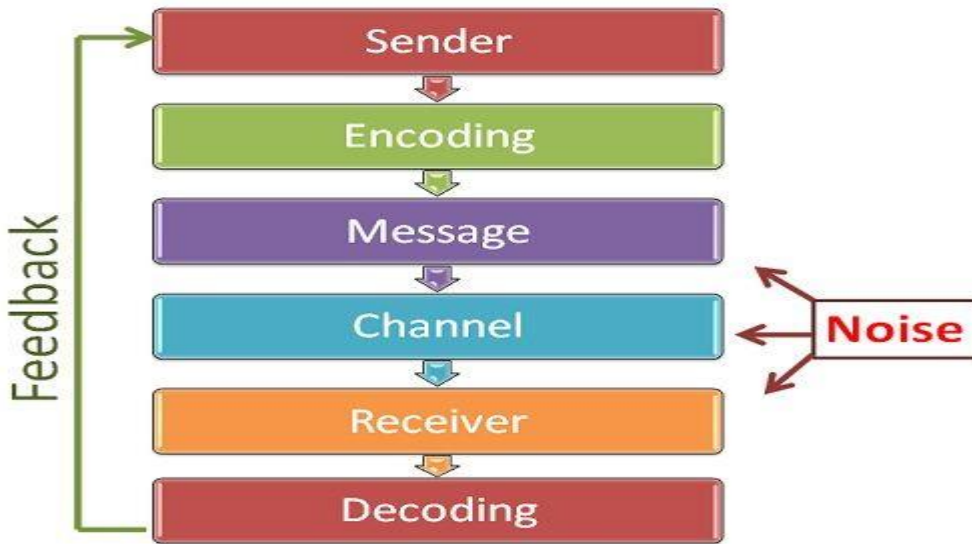 Sender
Encoding
Message
Channel
Receiver
Decoding
Feedback
Noise